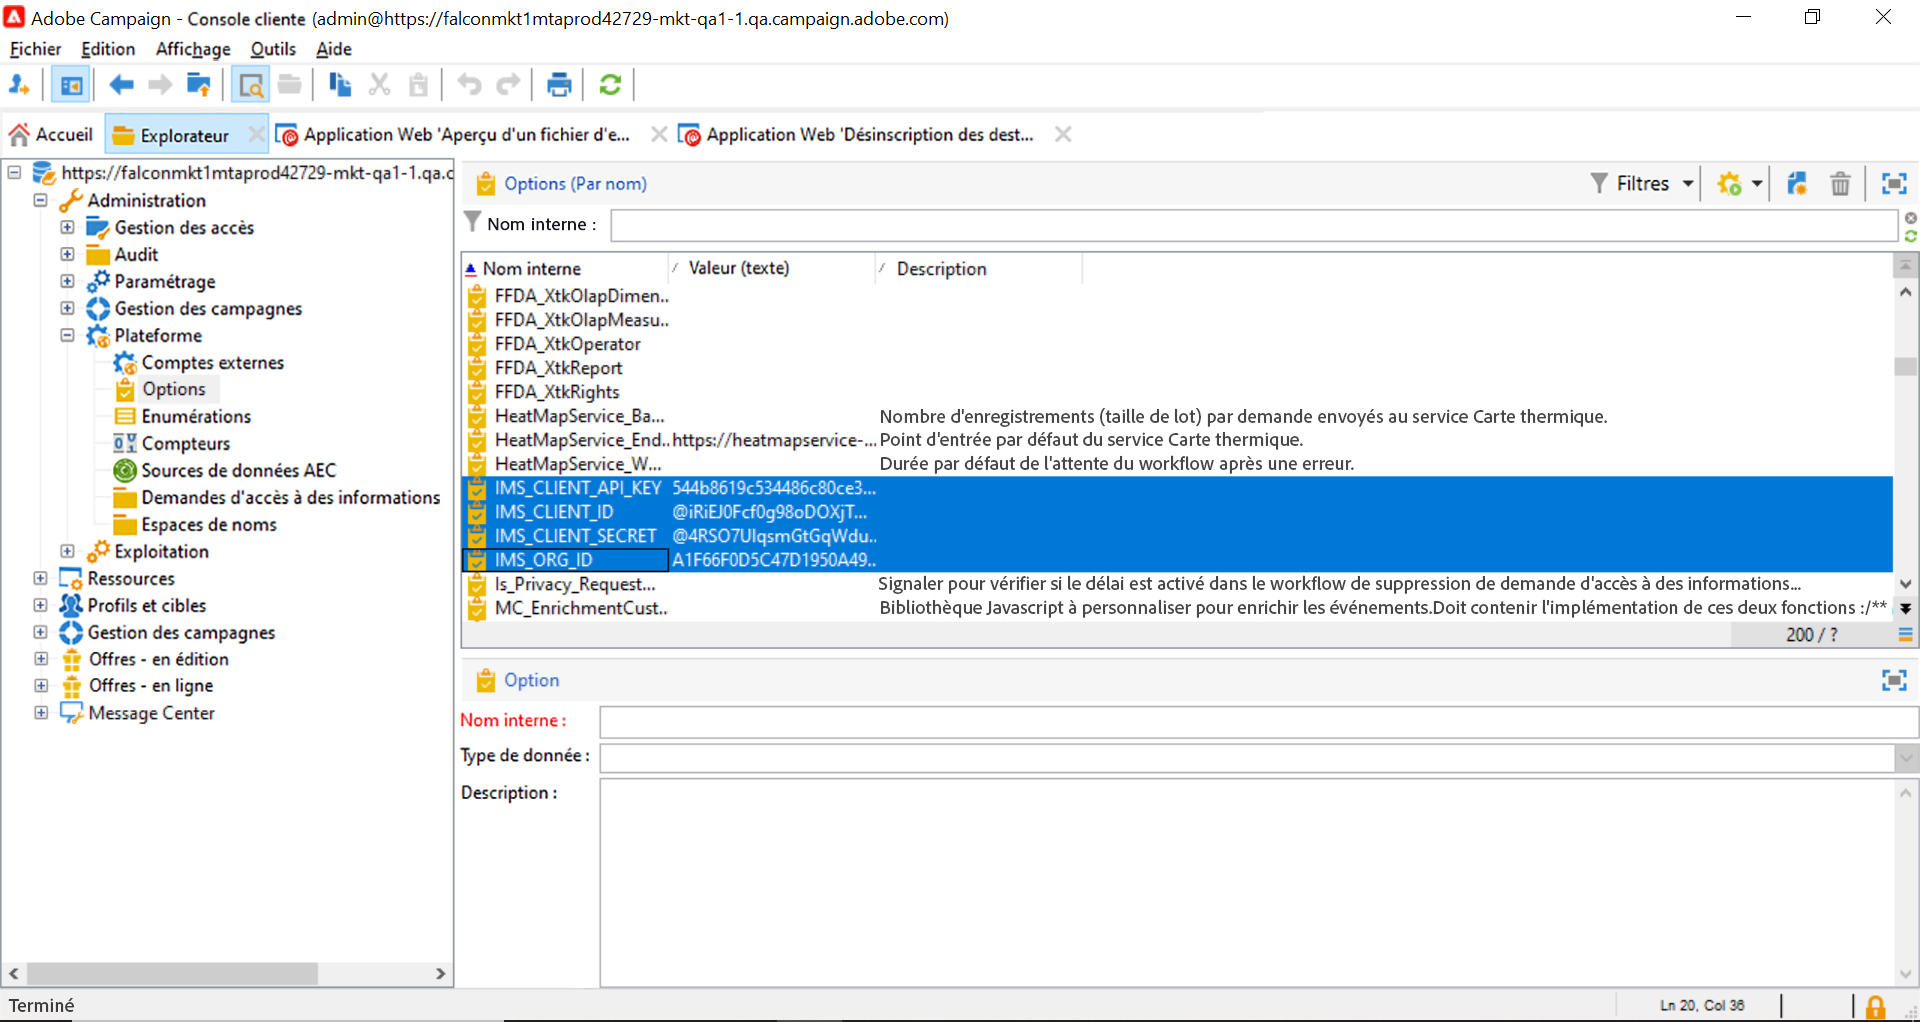 Adobe Campaign - Console cliente (admin@https://falconmkt1mtaprod42729-mkt-qa1-1.qa.campaign.adobe.com)
Fichier Edition Affichage Outils Aide
Accueil Explorateur Application Web 'Aperçu d'un fichier d'e... Application Web 'Désinscription des dest...
https://falconmkt1mtaprod42729-mkt-qa1-1.qa.c
Administration
Gestion des accès
Audit
Paramétrage
Gestion des campagnes
Plateforme
Comptes externes
Options
Enumérations
Compteurs
Sources de données AEC
Demandes d'accès à des informations
Espaces de noms
Exploitation
Ressources
Profils et cibles
Gestion des campagnes
Offres - en édition
Offres - en ligne
Message Center
Options (Par nom) Filtres
Nom interne :
Nom interne Valeur (texte) Description
FFDA_XtkOlapDimen..
FFDA_XtkOlapMeasu..
FFDA_XtkOperator
FFDA_XtkReport
FFDA_XtkRights
HeatMapService_Ba... Nombre d'enregistrements (taille de lot) par demande envoyés au service Carte thermique.
HeatMapService_End.. https://heatmapservice-... Point d'entrée par défaut du service Carte thermique.
HeatMapService_W... Durée par défaut de l'attente du workflow après une erreur.
IMS_CLIENT_API_KEY 544b8619c534486c80ce3...
IMS_CLIENT_ID @iRiEJ0Fcf0g98oDOXjT...
IMS_CLIENT_SECRET @4RSO7UIqsmGtGqWdu..
IMS_ORG_ID A1F66F0D5C47D1950A49..
Is_Privacy_Request... Signaler pour vérifier si le délai est activé dans le workflow de suppression de demande d'accès à des informations...
MC_EnrichmentCust.. Bibliothèque Javascript à personnaliser pour enrichir les événements.Doit contenir l'implémentation de ces deux fonctions :/**
200 / ?
Option
Nom interne :
Type de donnée :
Description :
Terminé Ln 20, Col 36